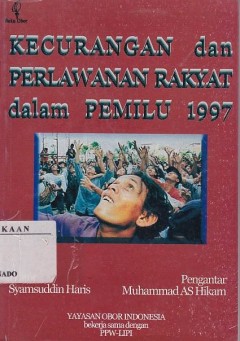 KECURANGAN dan
PERLAWANAN RAKYAT
dalam PEMILU 1997
KAAN
NADO
Syamsuddin Haris
Pengantar
Muhammad AS Hikam
YAYASAN OBOR INDONESIA
bekerja sama dengan
PPW-LIPI